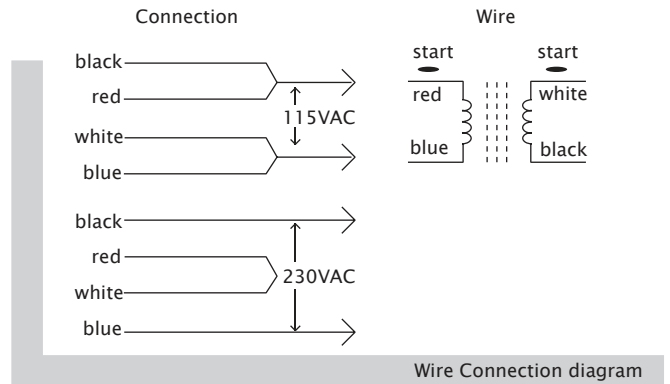 Connection
black
red
115VAC
white
blue
black
red
230VAC
white
blue
Wire
start start
red white
blue black
Wire Connection diagram